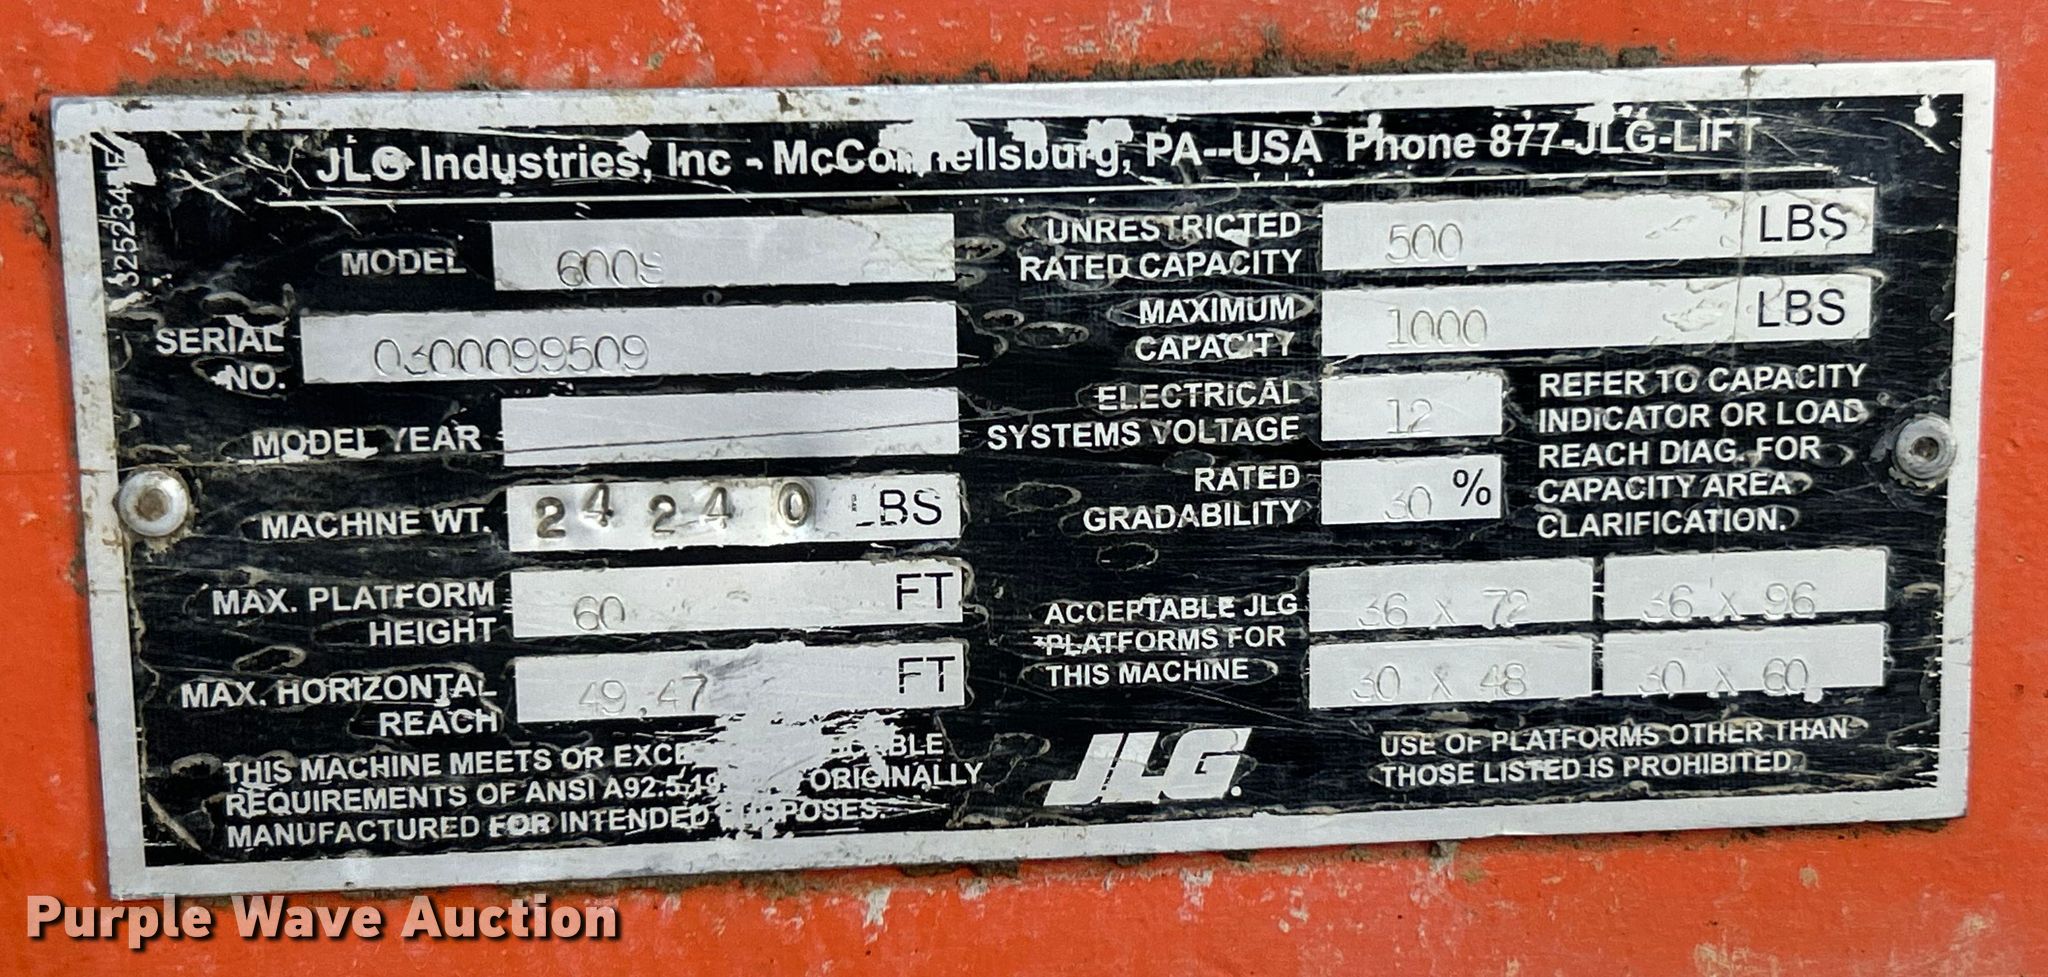 JLG Industries, Inc - McConnellsburg, PA--USA Phone 877-JLG-LIFT
3252344
MODEL 600S
SERIAL NO. 0300099509
MODEL YEAR
MACHINE WT. 24240 LBS
MAX. PLATFORM HEIGHT 60 FT
MAX. HORIZONTAL REACH 49.47 FT
THIS MACHINE MEETS OR
REQUIREMENTS OF ANSI A92.5 ORIGINALLY
MANUFACTURED FOR INTENDED
UNRESTRICTED RATED CAPACITY 500 LBS
MAXIMUM CAPACITY 1000 LBS
ELECTRICAL SYSTEMS VOLTAGE 12
RATED GRADABILITY 30 %
REFER TO CAPACITY
INDICATOR OR LOAD
REACH DIAG. FOR
CAPACITY AREA
CLARIFICATION.
ACCEPTABLE JLG
PLATFORMS FOR
THIS MACHINE
36 X 72 36 X 96
30 X 48 30 X 60
JLG.
USE OF PLATFORMS OTHER THAN
THOSE LISTED IS PROHIBITED.
Purple Wave Auction